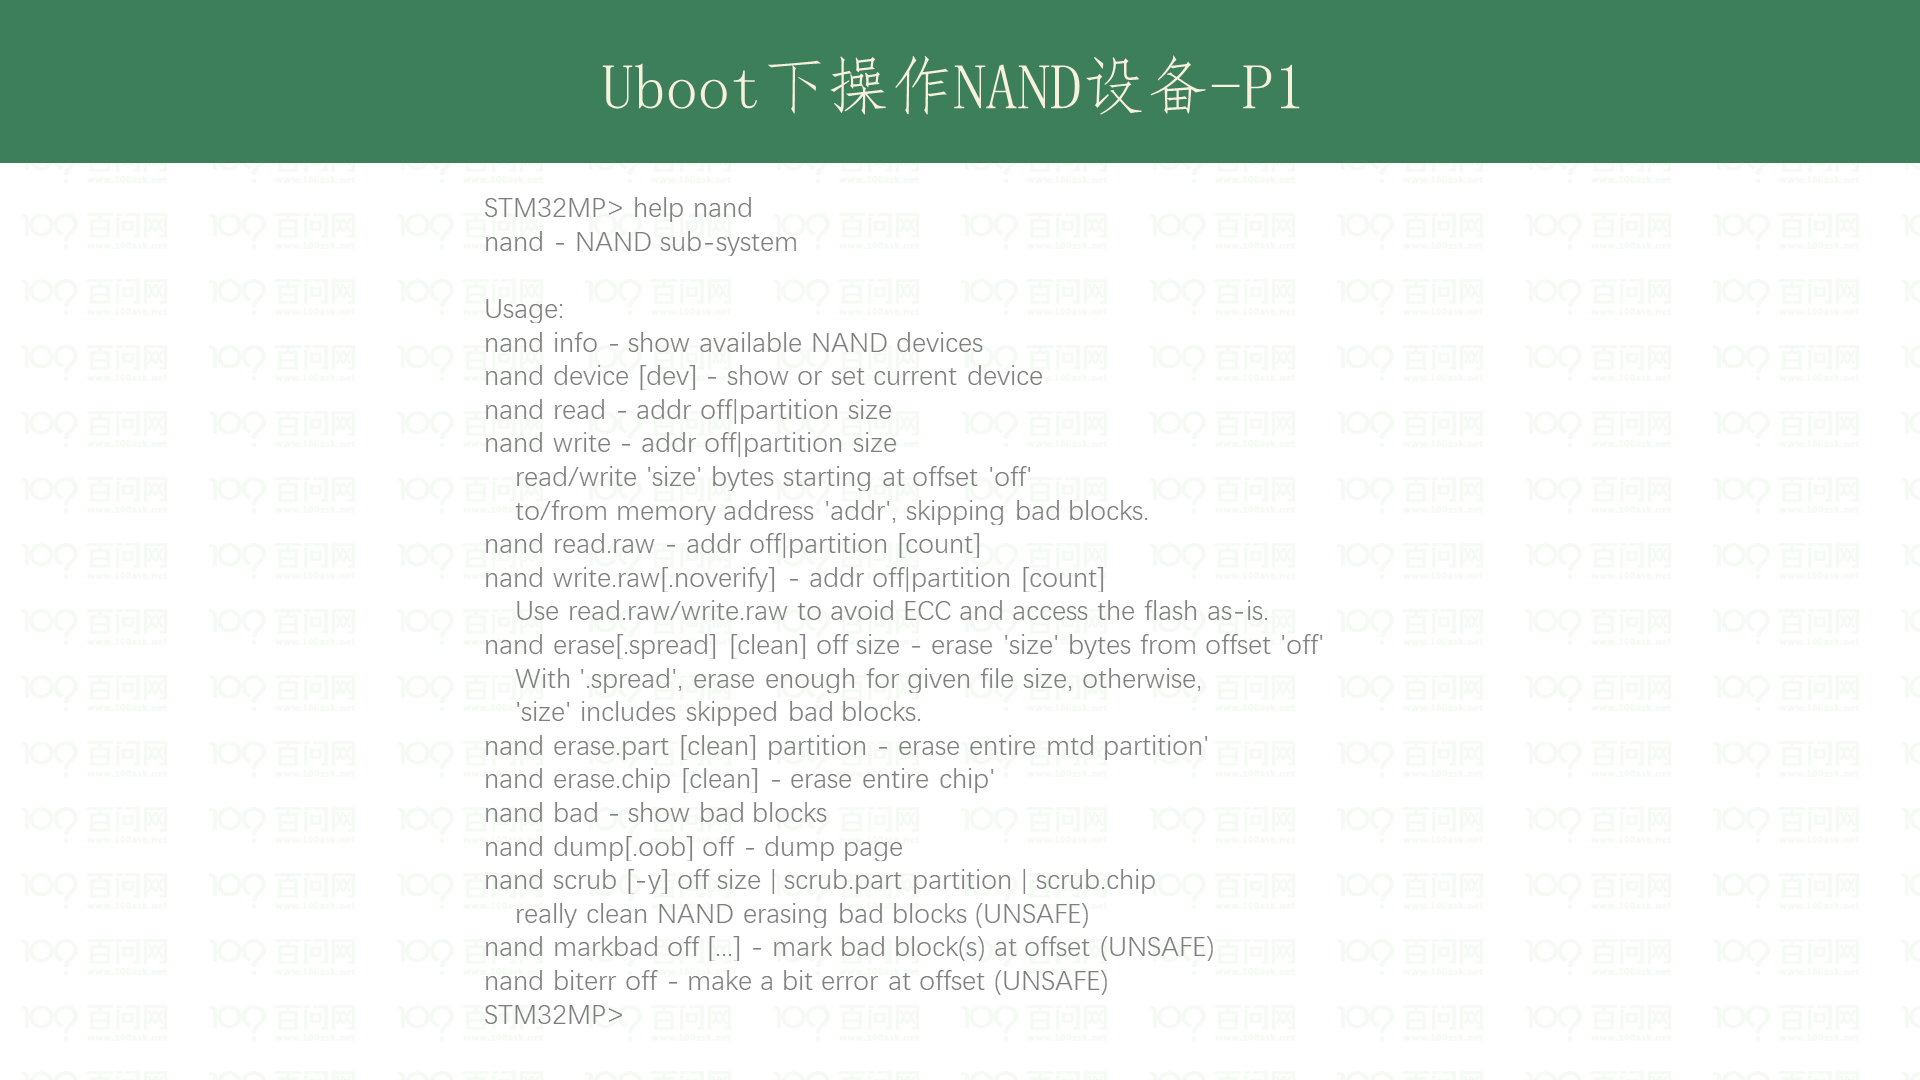 Uboot下操作NAND设备-P1
STM32MP> help nand
nand - NAND sub-system
Usage:
nand info - show available NAND devices
nand device [dev] - show or set current device
nand read - addr off|partition size
nand write - addr off|partition size
read/write 'size' bytes starting at offset 'off'
to/from memory address 'addr', skipping bad blocks.
nand read.raw - addr off|partition [count]
nand write.raw[.noverify] - addr off|partition [count]
Use read.raw/write.raw to avoid ECC and access the flash as-is.
nand erase[.spread] [clean] off size - erase 'size' bytes from offset 'off'
With '.spread', erase enough for given file size, otherwise,
'size' includes skipped bad blocks.
nand erase.part [clean] partition - erase entire mtd partition'
nand erase.chip [clean] - erase entire chip'
nand bad - show bad blocks
nand dump[.oob] off - dump page
nand scrub [-y] off size | scrub.part partition | scrub.chip
really clean NAND erasing bad blocks (UNSAFE)
nand markbad off [...] - mark bad block(s) at offset (UNSAFE)
nand biterr off - make a bit error at offset (UNSAFE)
STM32MP>
百问网
www.100ask.net